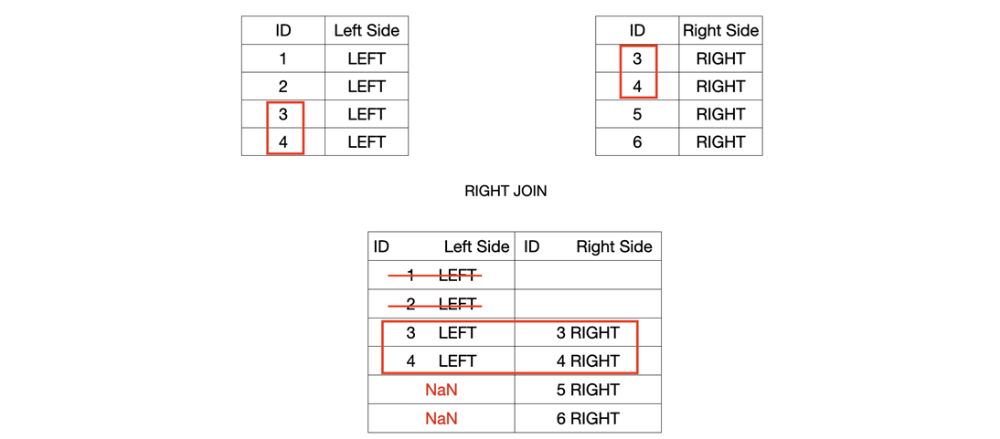 ID Left Side
1 LEFT
2 LEFT
3 LEFT
4 LEFT
ID Right Side
3 RIGHT
4 RIGHT
5 RIGHT
6 RIGHT
RIGHT JOIN
ID Left Side ID Right Side
1 LEFT
2 LEFT
3 LEFT 3 RIGHT
4 LEFT 4 RIGHT
NaN 5 RIGHT
NaN 6 RIGHT